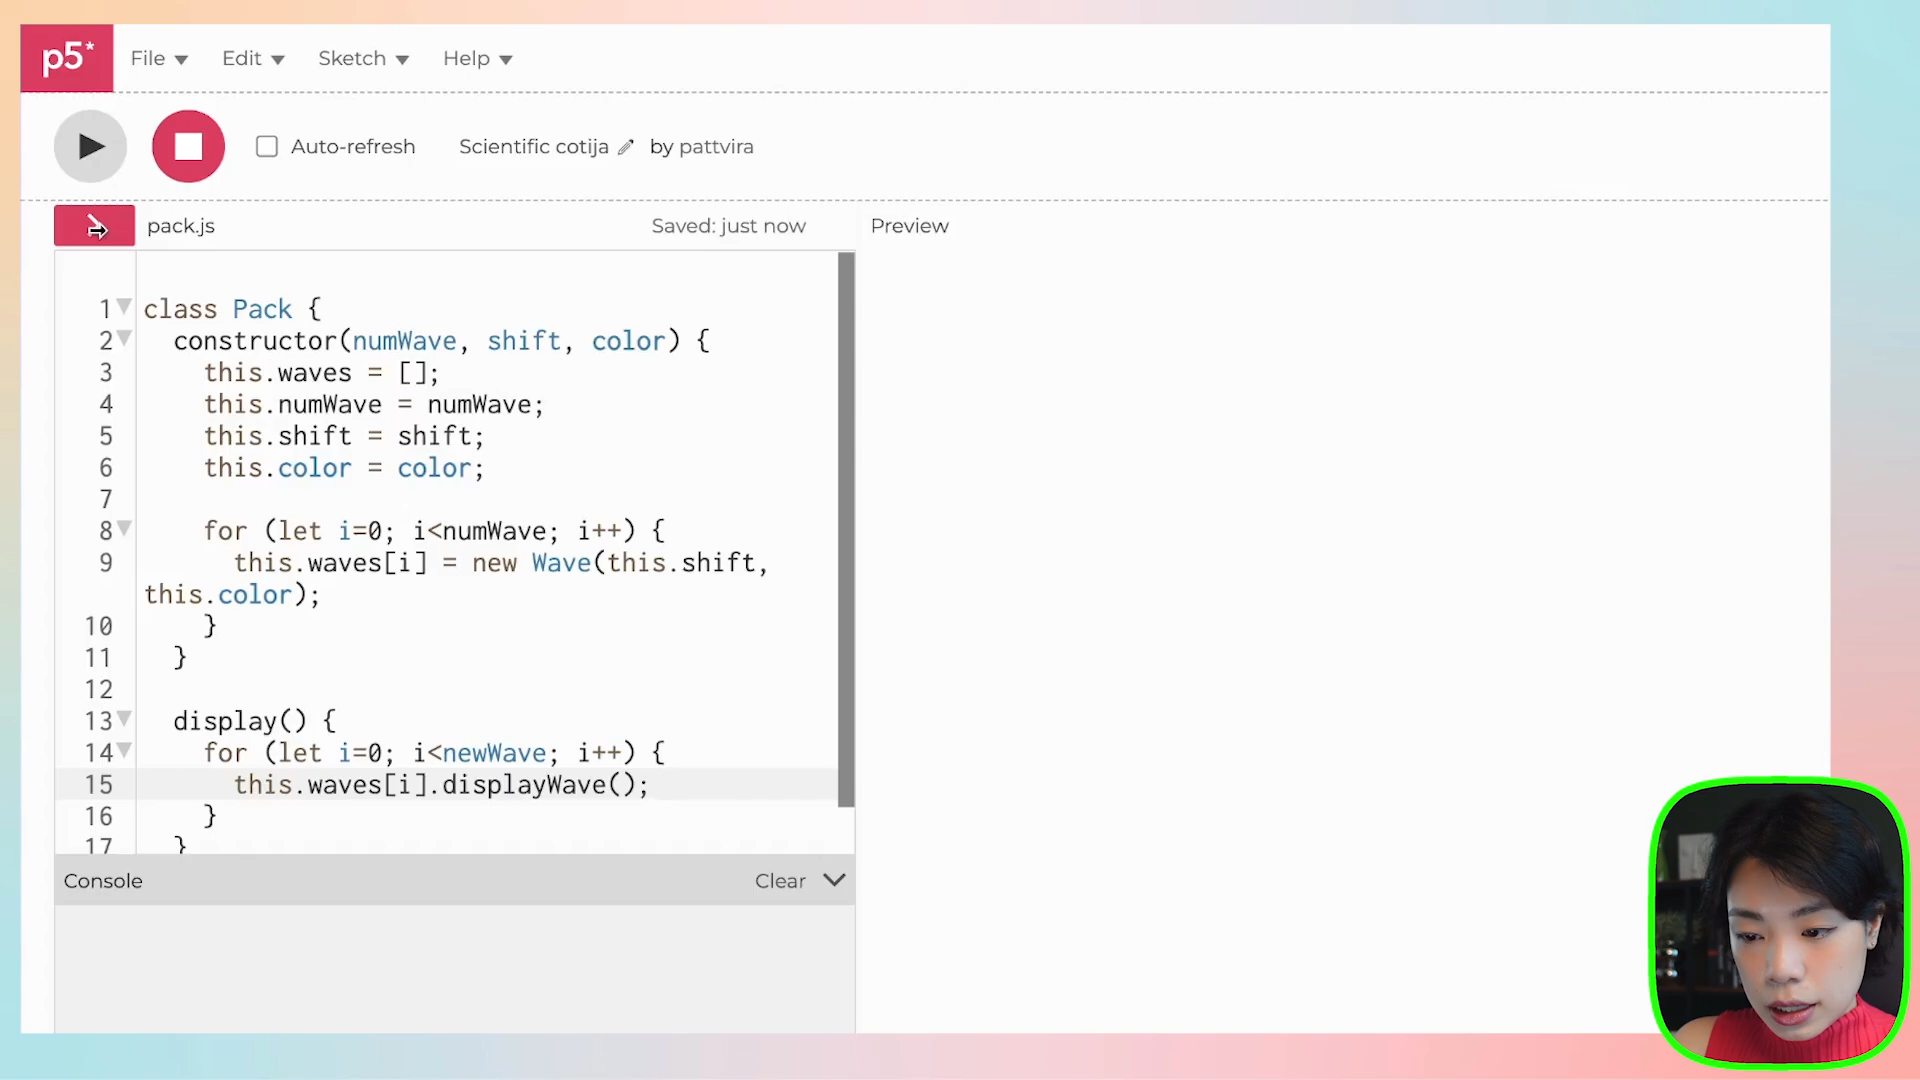 p5* File Edit Sketch Help
Auto-refresh Scientific cotija by pattvira
pack.js Saved: just now Preview
1 class Pack {
2 constructor(numWave, shift, color) {
3 this.waves = [];
4 this.numWave = numWave;
5 this.shift = shift;
6 this.color = color;
7
8 for (let i=0; i<numWave; i++) {
9 this.waves[i] = new Wave(this.shift,
this.color);
10 }
11 }
12
13 display() {
14 for (let i=0; i<newWave; i++) {
15 this.waves[i].displayWave();
16 }
17 }
Console Clear